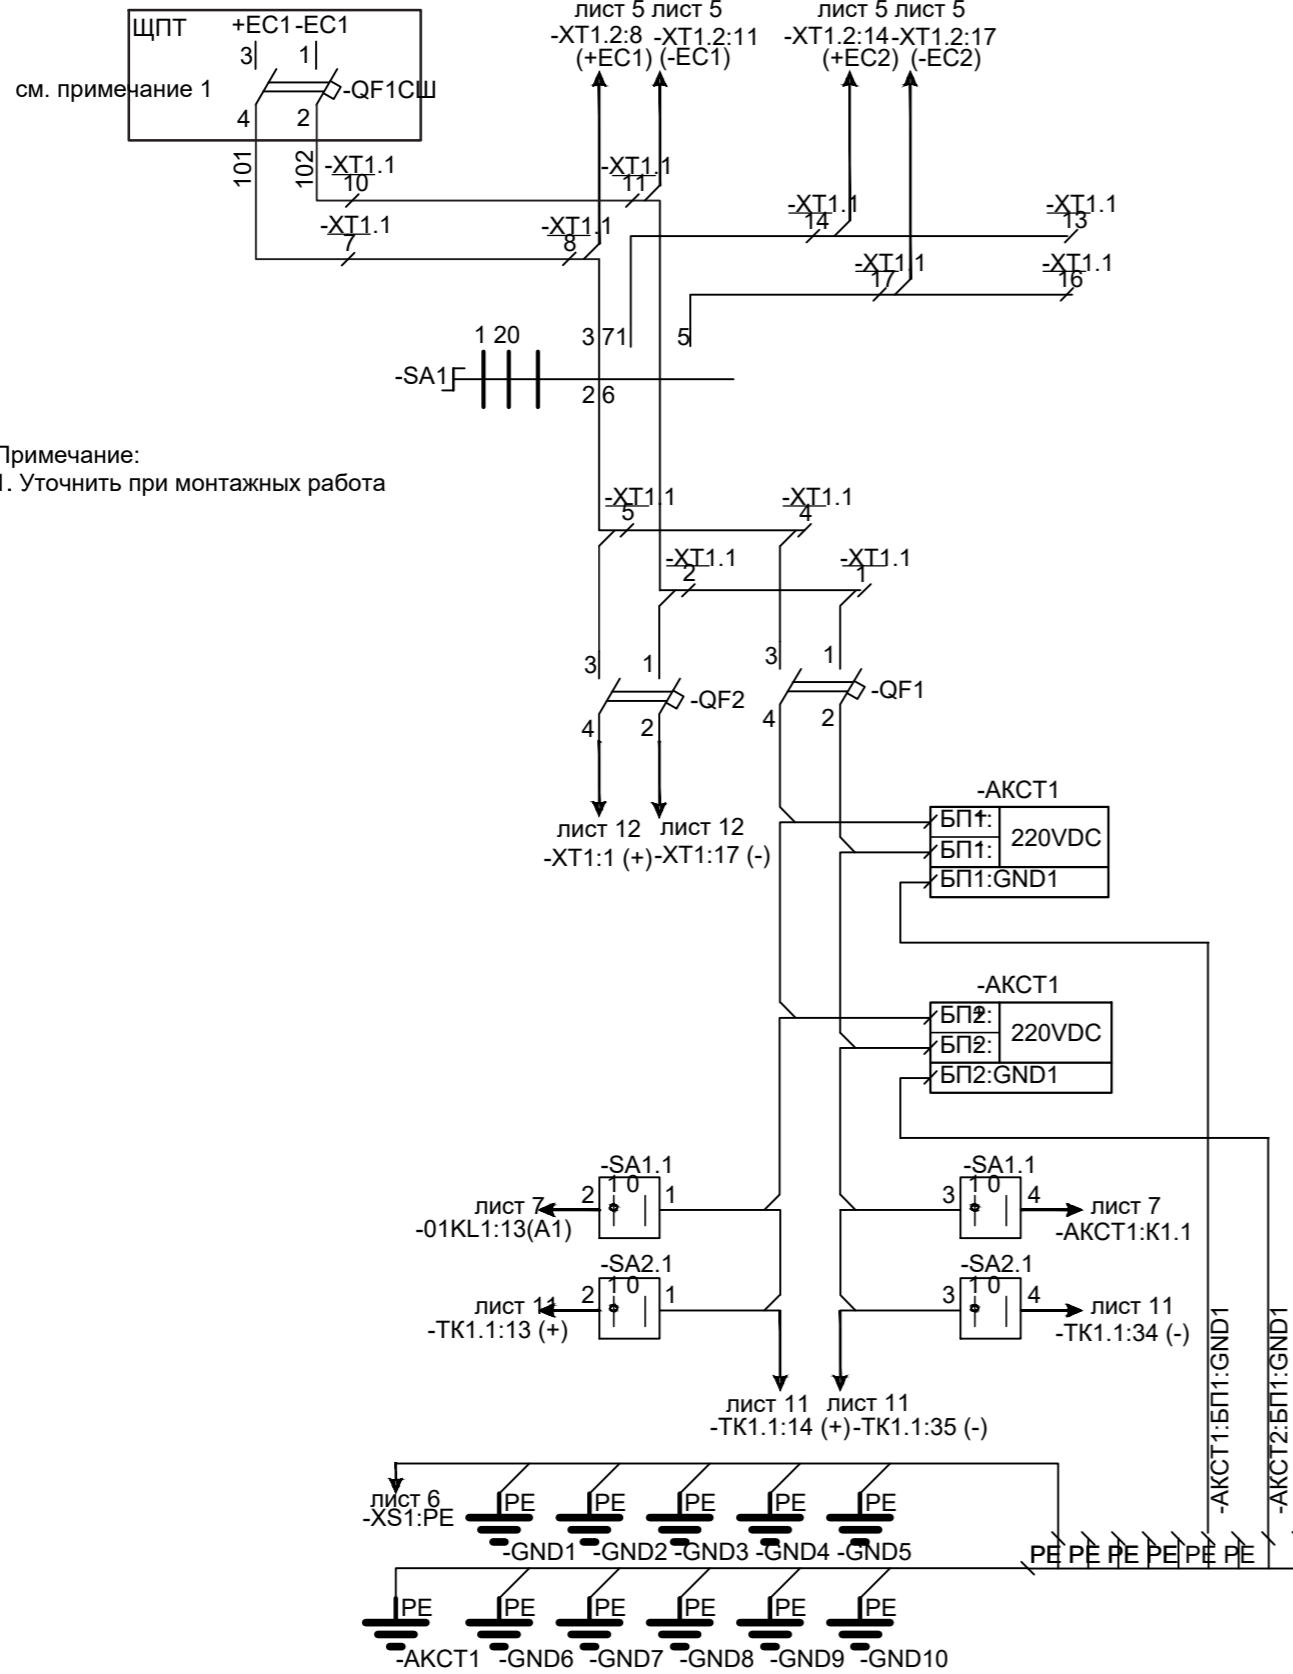 лист 5 лист 5
лист 5 лист 5
-XT1.2:8 -XT1.2:11
-XT1.2:14 -XT1.2:17
(+EC1) (-EC1)
(+EC2) (-EC2)
ЩПТ
+EC1 -EC1
3 1
см. примечание 1
-QF1СШ
4 2
101
102
-XT1.1
10
-XT1.1
11
-XT1.1
7
-XT1.1
8
-XT1.1
14
-XT1.1
13
-XT1.1
17
-XT1.1
16
1 2 0
3 7 1 5
-SA1
2 6
Примечание:
1. Уточнить при монтажных работа
-XT1.1
5
-XT1.1
4
-XT1.1
2
-XT1.1
1
3 1
3 1
-QF2
-QF1
4 2
4 2
лист 12 лист 12
-XT1:1 (+) -XT1:17 (-)
-АКСТ1
БП1:+
220VDC
БП1:-
БП1:GND1
-АКСТ1
БП2:+
220VDC
БП2:-
БП2:GND1
-SA1.1
1 0
2 1
лист 7
-01KL1:13(A1)
-SA1.1
1 0
3 4
лист 7
-АКСТ1:К1.1
-SA2.1
1 0
2 1
лист 11
-ТК1.1:13 (+)
-SA2.1
1 0
3 4
лист 11
-ТК1.1:34 (-)
лист 11 лист 11
-ТК1.1:14 (+) -ТК1.1:35 (-)
-АКСТ1:БП1:GND1
-АКСТ2:БП1:GND1
лист 6
-XS1:PE
PE PE PE PE PE
-GND1 -GND2 -GND3 -GND4 -GND5
PE PE PE PE PE PE
PE PE PE PE PE PE
-АКСТ1 -GND6 -GND7 -GND8 -GND9 -GND10